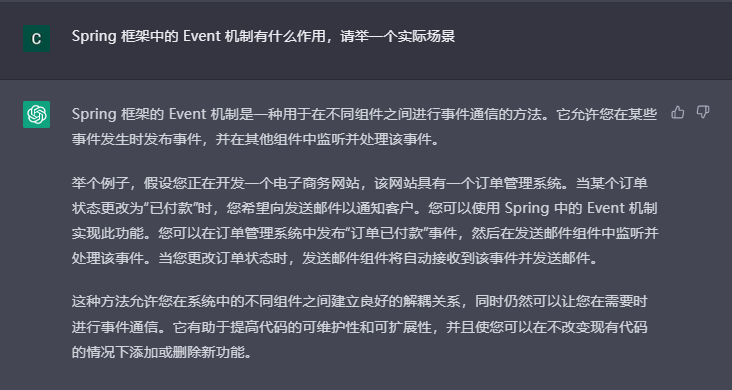 C
Spring 框架中的 Event 机制有什么作用，请举一个实际场景
Spring 框架的 Event 机制是一种用于在不同组件之间进行事件通信的方法。它允许您在某些
事件发生时发布事件，并在其他组件中监听并处理该事件。
举个例子，假设您正在开发一个电子商务网站，该网站具有一个订单管理系统。当某个订单
状态更改为“已付款”时，您希望向发送邮件以通知客户。您可以使用 Spring 中的 Event 机制
实现此功能。您可以在订单管理系统中发布“订单已付款”事件，然后在发送邮件组件中监听并
处理该事件。当您更改订单状态时，发送邮件组件将自动接收到该事件并发送邮件。
这种方法允许您在系统中的不同组件之间建立良好的解耦关系，同时仍然可以让您在需要时
进行事件通信。它有助于提高代码的可维护性和可扩展性，并且使您可以在不改变现有代码
的情况下添加或删除新功能。